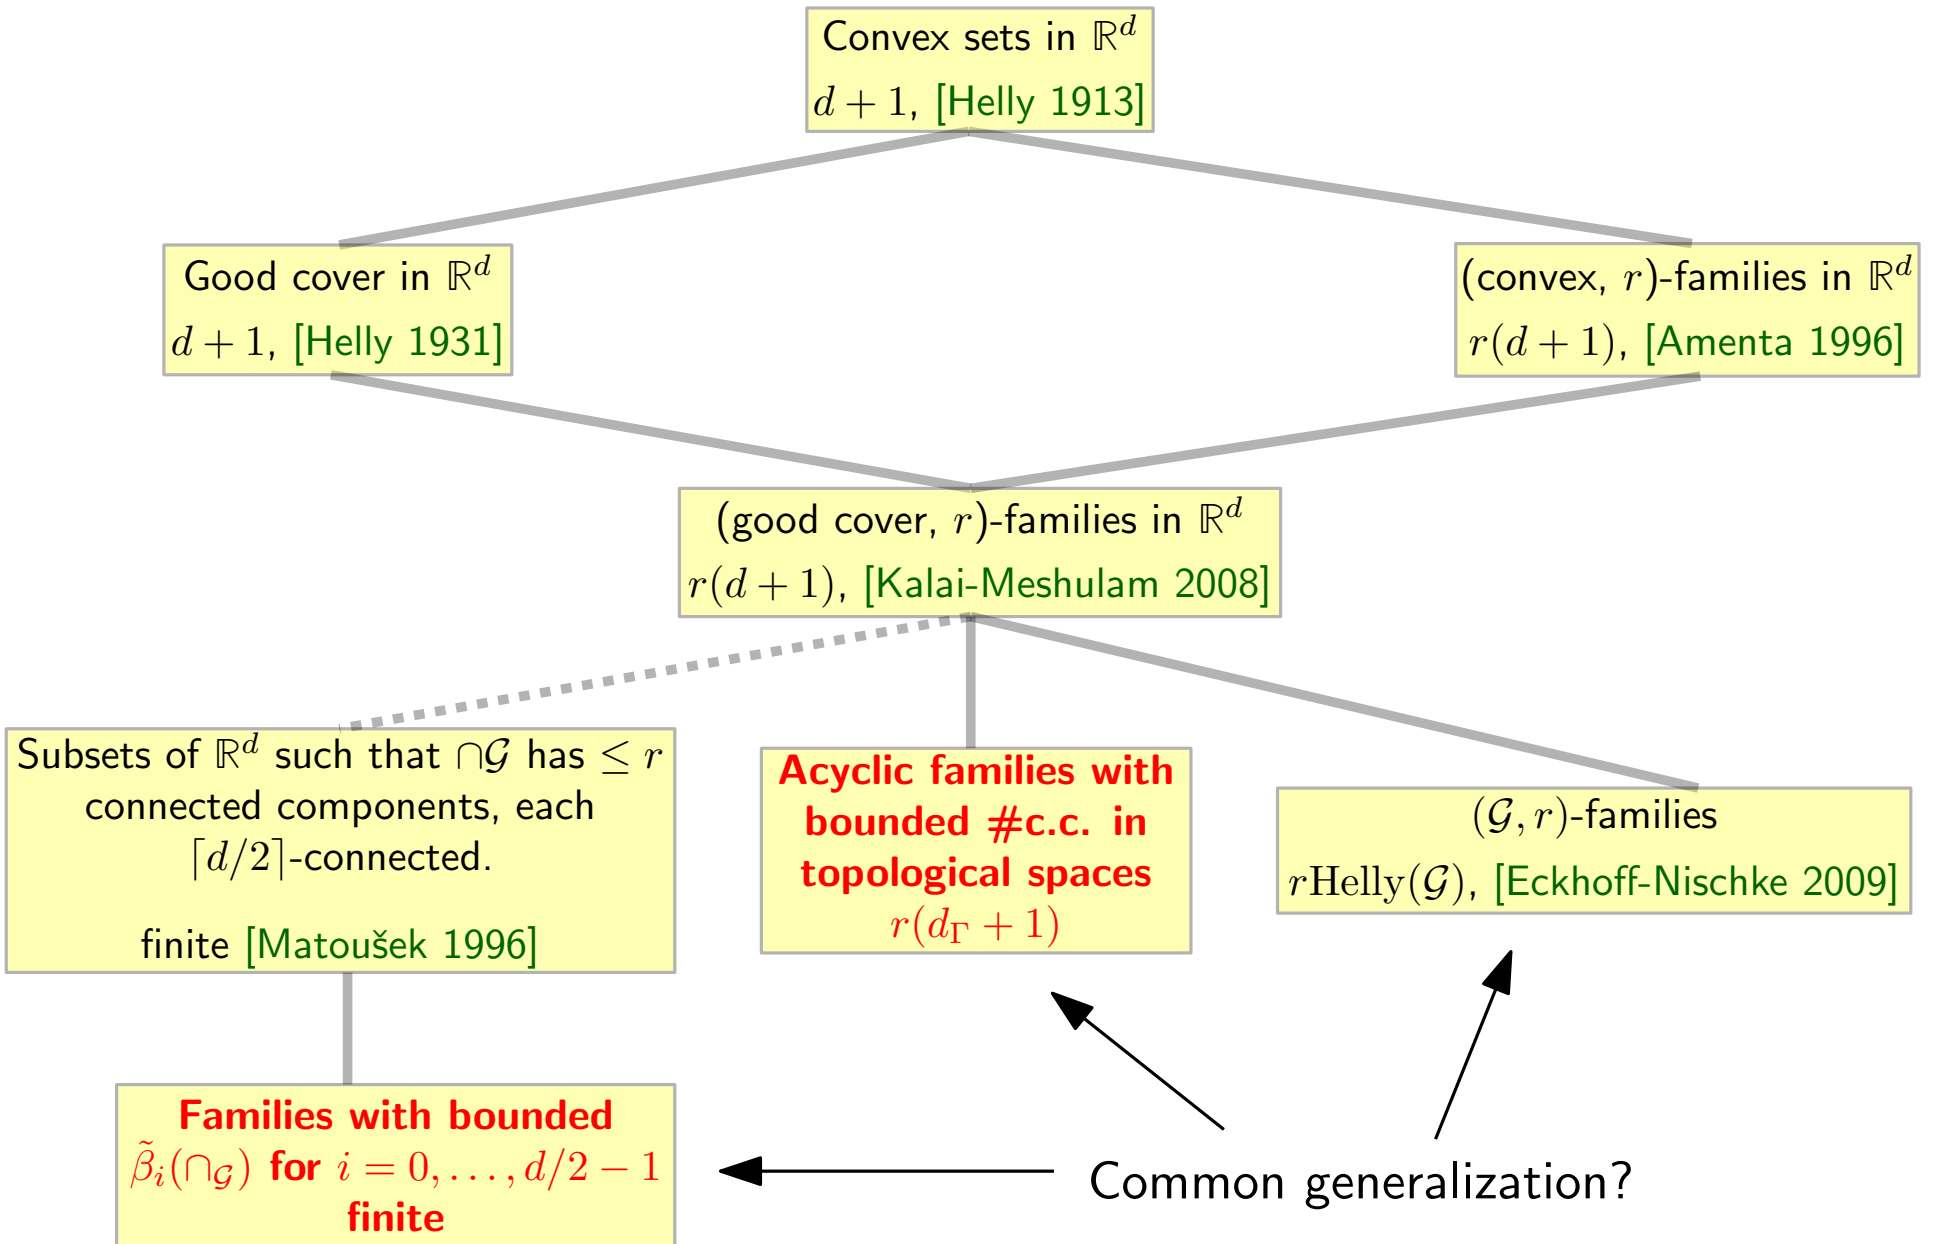 Convex sets in ℝ^d
d + 1, [Helly 1913]
Good cover in ℝ^d
d + 1, [Helly 1931]
(convex, r)-families in ℝ^d
r(d + 1), [Amenta 1996]
(good cover, r)-families in ℝ^d
r(d + 1), [Kalai-Meshulam 2008]
Subsets of ℝ^d such that ∩𝒢 has ≤ r
connected components, each
⌈d/2⌉-connected.
finite [Matoušek 1996]
Acyclic families with
bounded #c.c. in
topological spaces
r(d_Γ + 1)
(𝒢, r)-families
rHelly(𝒢), [Eckhoff-Nischke 2009]
Families with bounded
β̃_i(∩_𝒢) for i = 0, . . . , d/2 − 1
finite
Common generalization?